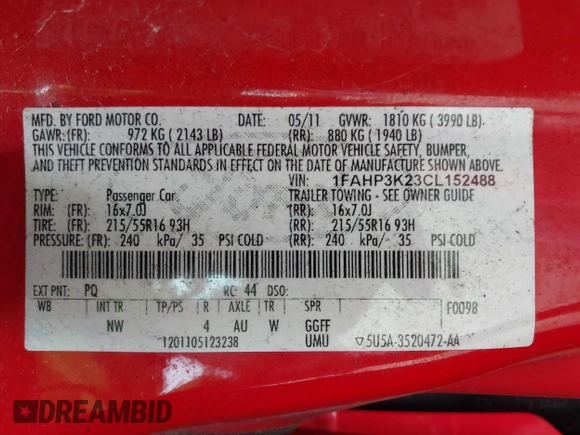 MFD. BY FORD MOTOR CO. DATE: 05/11 GVWR: 1810 KG ( 3990 LB)
GAWR: (FR) 972 KG ( 2143 LB) (RR): 880 KG ( 1940 LB)
THIS VEHICLE CONFORMS TO ALL APPLICABLE FEDERAL MOTOR VEHICLE SAFETY, BUMPER,
AND THEFT PREVENTION STANDARDS IN EFFECT ON THE DATE OF MANUFACTURE SHOWN ABOVE.
VIN: 1FAHP3K23CL152488
TYPE: Passenger Car TRAILER TOWING - SEE OWNER GUIDE
RIM: (FR): 16x7.0J (RR): 16x7.0J
TIRE: (FR): 215/55R16 93H (RR): 215/55R16 93H
PRESSURE: (FR): 240 kPa/ 35 PSI COLD (RR): 240 kPa/ 35 PSI COLD
EXT PNT: PQ RC: 44 DSO:
WB INT TR TP/PS R AXLE TR SPR F0098
NW 4 AU W GGFF
1201105123238 UMU ▽5U5A-3520472-AA
DREAMBID